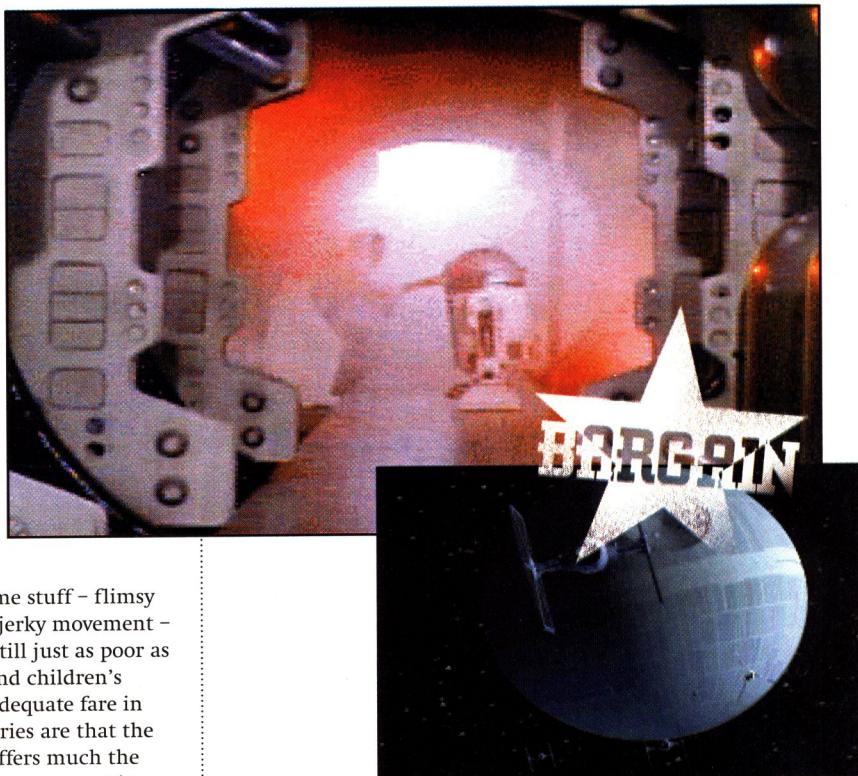 BARGAIN
me stuff – flimsy
jerky movement –
till just as poor as
nd children's
dequate fare in
ries are that the
ffers much the